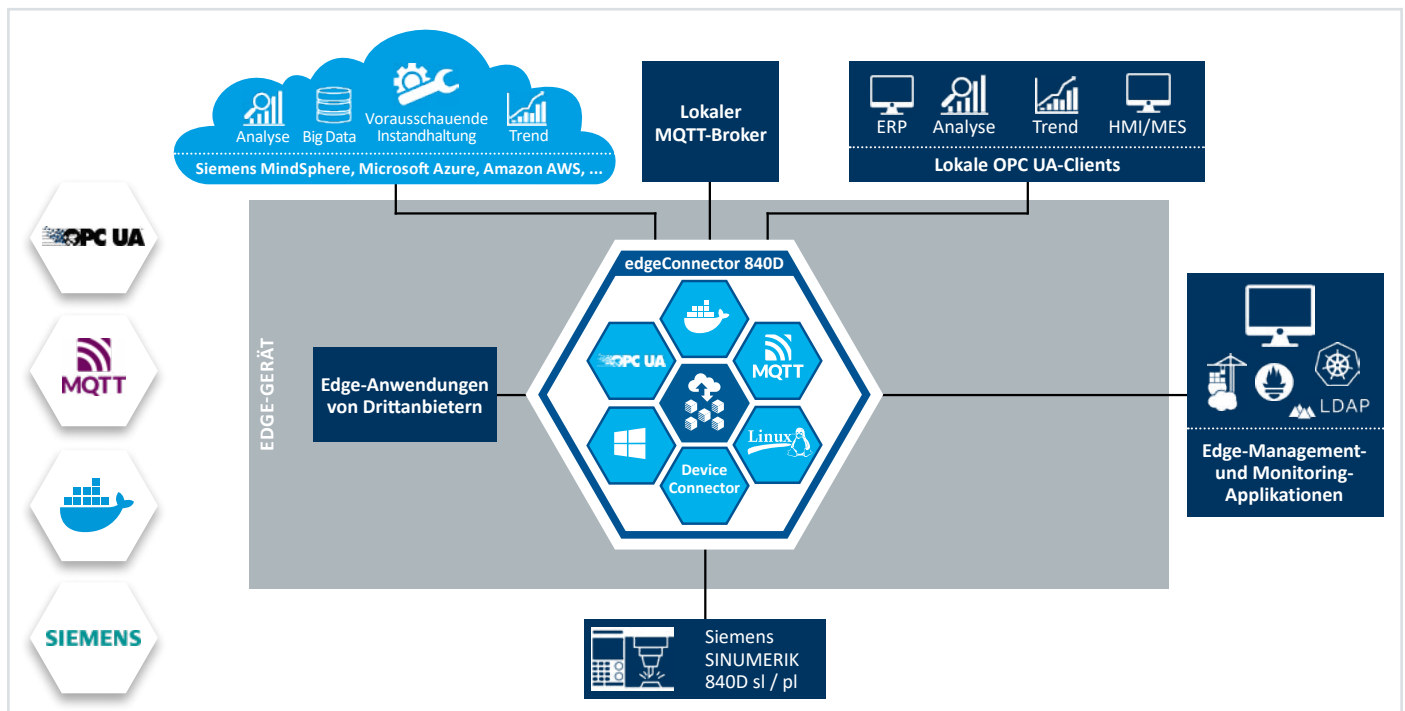 Analyse
Big Data
Vorausschauende
Instandhaltung
Trend
Siemens MindSphere, Microsoft Azure, Amazon AWS, ...
Lokaler
MQTT-Broker
ERP
Analyse
Trend
HMI/MES
Lokale OPC UA-Clients
OPC UA
MQTT
SIEMENS
EDGE-GERÄT
Edge-Anwendungen
von Drittanbietern
edgeConnector 840D
OPC UA
MQTT
Linux
Device
Connector
LDAP
Edge-Management-
und Monitoring-
Applikationen
Siemens
SINUMERIK
840D sl / pl